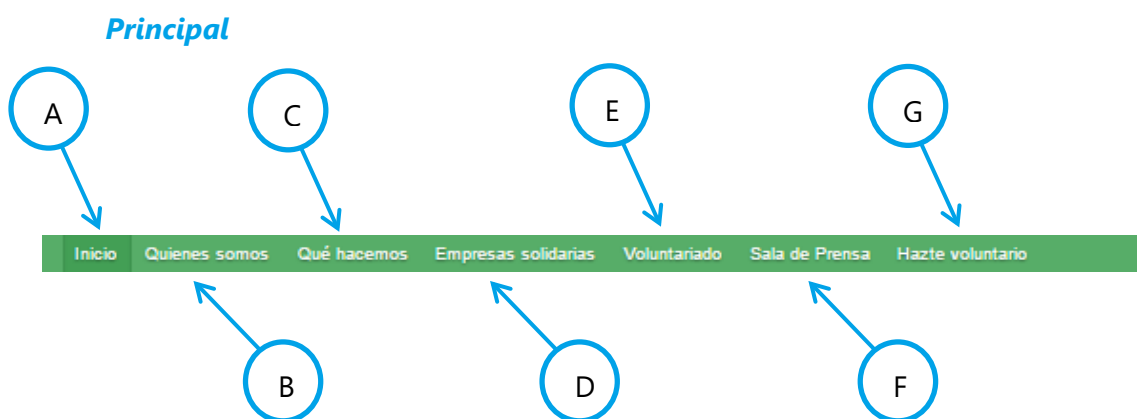 Principal
A C E G
Inicio Quienes somos Qué hacemos Empresas solidarias Voluntariado Sala de Prensa Hazte voluntario
B D F